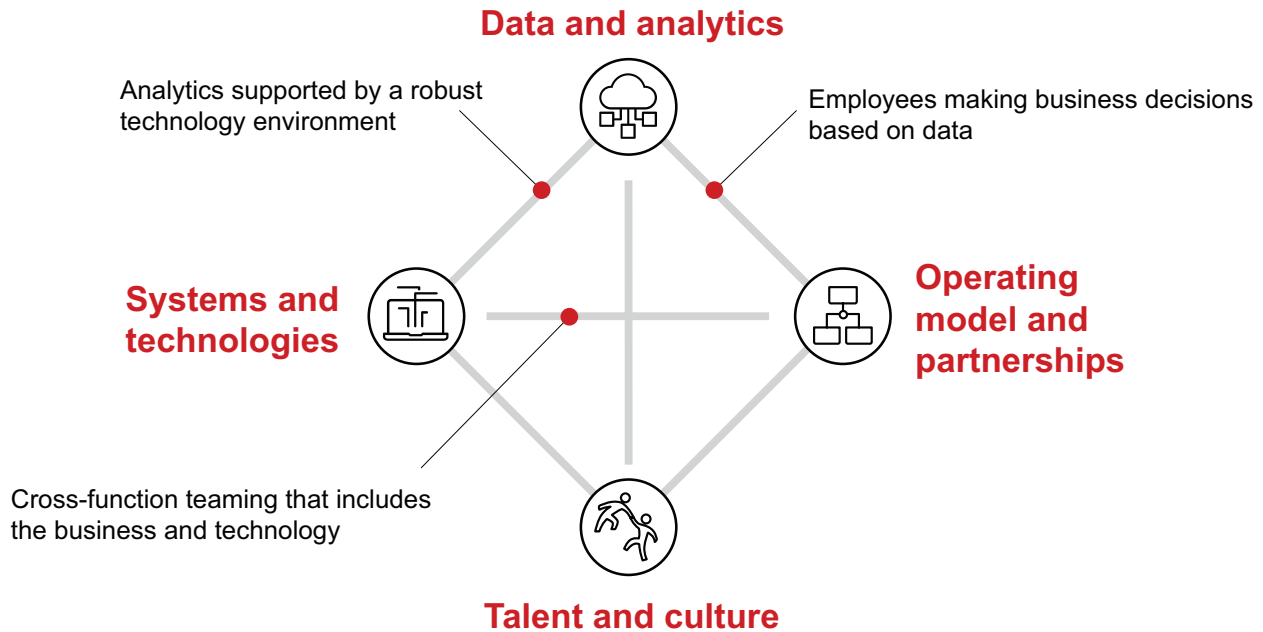 Data and analytics
Analytics supported by a robust
technology environment
Employees making business decisions
based on data
Systems and
technologies
Operating
model and
partnerships
Cross-function teaming that includes
the business and technology
Talent and culture